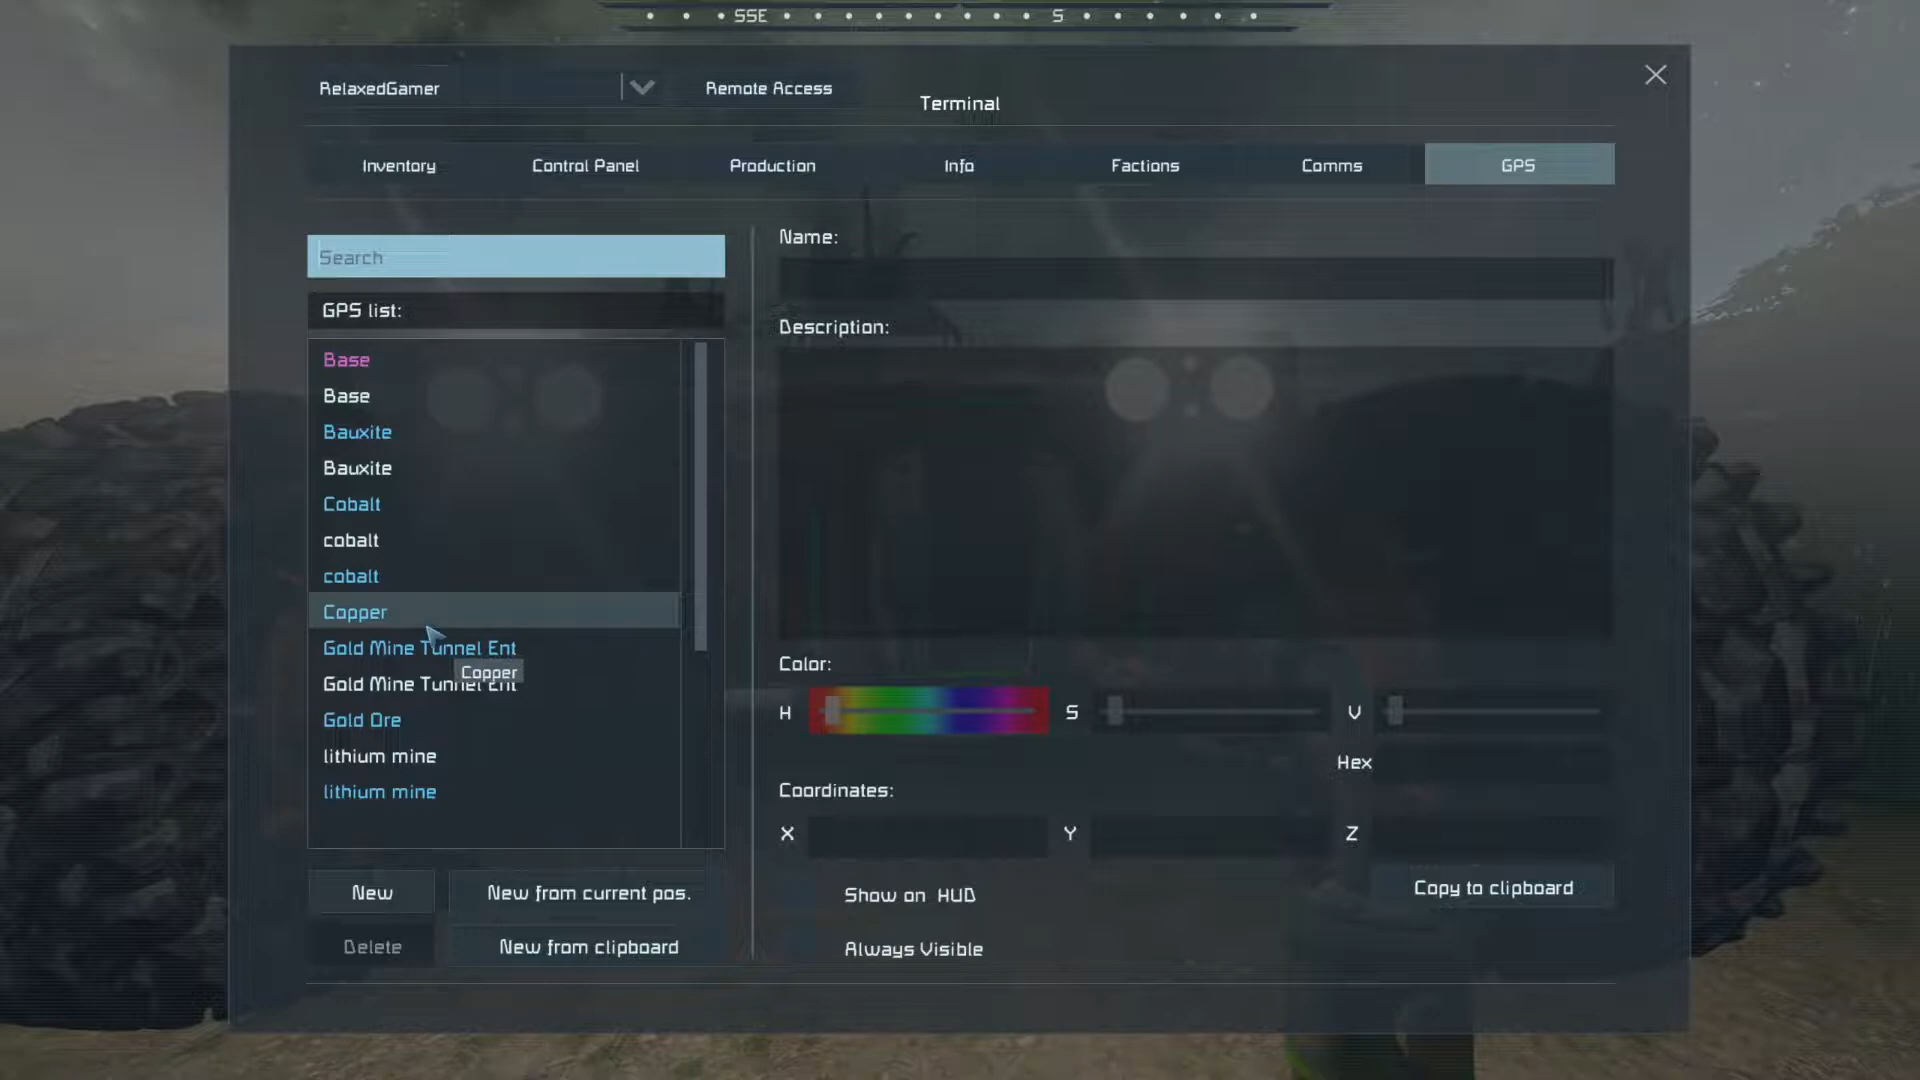 SSE S
RelaxedGamer
Remote Access
Terminal
Inventory
Control Panel
Production
Info
Factions
Comms
GPS
Search
GPS list:
Base
Base
Bauxite
Bauxite
Cobalt
cobalt
cobalt
Copper
Gold Mine Tunnel Ent
Copper
Gold Mine Tunnel Ent
Gold Ore
lithium mine
lithium mine
New
New from current pos.
Delete
New from clipboard
Name:
Description:
Color:
H
S
V
Hex
Coordinates:
X
Y
Z
Show on HUD
Copy to clipboard
Always Visible